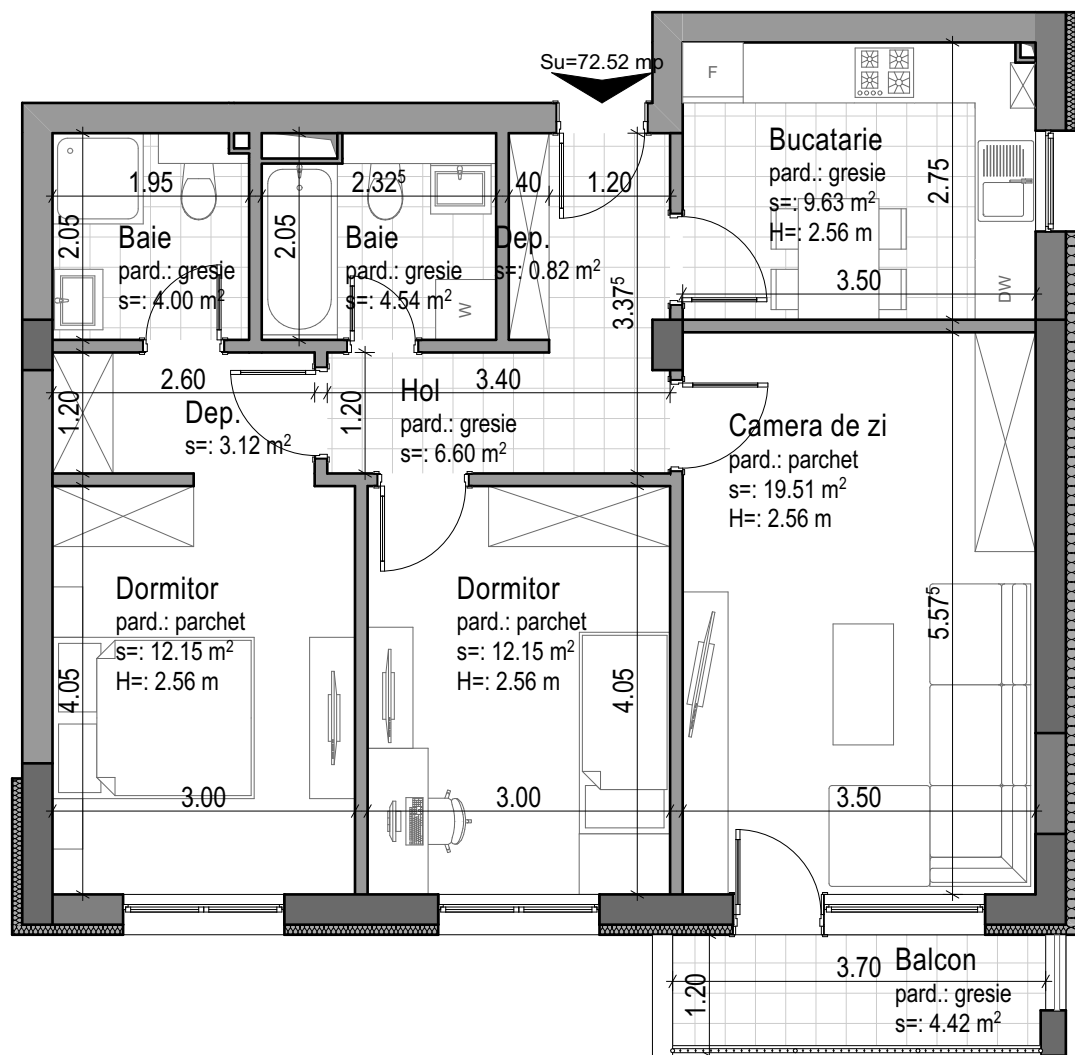 Su=72.52 mp
F
Bucatarie
pard.: gresie
s=: 9.63 m²
H=: 2.56 m
2.75
3.50
DW
1.95
2.05
Baie
pard.: gresie
s=: 4.00 m²
2.32⁵
2.05
Baie
pard.: gresie
s=: 4.54 m²
W
40
1.20
Dep.
s=: 0.82 m²
3.37⁵
2.60
1.20
Dep.
s=: 3.12 m²
3.40
1.20
Hol
pard.: gresie
s=: 6.60 m²
Camera de zi
pard.: parchet
s=: 19.51 m²
H=: 2.56 m
5.57⁵
3.50
Dormitor
pard.: parchet
s=: 12.15 m²
H=: 2.56 m
4.05
3.00
Dormitor
pard.: parchet
s=: 12.15 m²
H=: 2.56 m
4.05
3.00
3.70
1.20
Balcon
pard.: gresie
s=: 4.42 m²